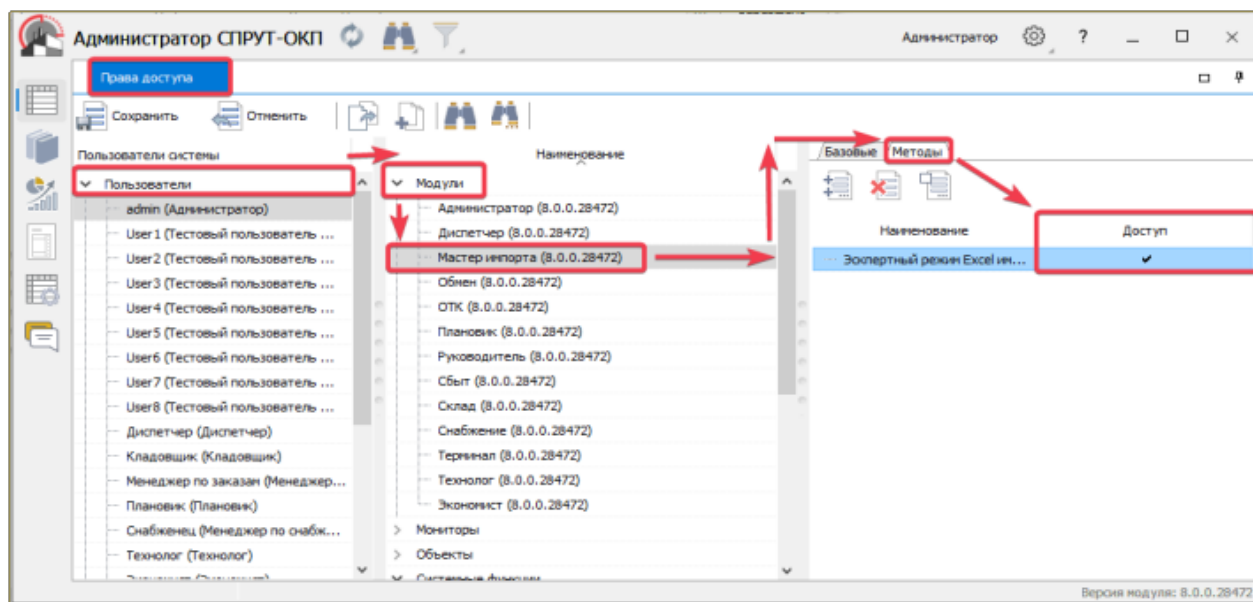 Администратор СПРУТ-ОКП
Администратор
?
Права доступа
Сохранить
Отменить
Пользователи системы
Пользователи
admin (Администратор)
User1 (Тестовый пользователь ...
User2 (Тестовый пользователь ...
User3 (Тестовый пользователь ...
User4 (Тестовый пользователь ...
User5 (Тестовый пользователь ...
User6 (Тестовый пользователь ...
User7 (Тестовый пользователь ...
User8 (Тестовый пользователь ...
Диспетчер (Диспетчер)
Кладовщик (Кладовщик)
Менеджер по заказам (Менеджер...
Плановик (Плановик)
Снабженец (Менеджер по снабж...
Технолог (Технолог)
Наименование
Модули
Администратор (8.0.0.28472)
Диспетчер (8.0.0.28472)
Мастер импорта (8.0.0.28472)
Обмен (8.0.0.28472)
ОТК (8.0.0.28472)
Плановик (8.0.0.28472)
Руководитель (8.0.0.28472)
Сбыт (8.0.0.28472)
Склад (8.0.0.28472)
Снабжение (8.0.0.28472)
Терминал (8.0.0.28472)
Технолог (8.0.0.28472)
Экономист (8.0.0.28472)
Мониторы
Объекты
Системные функции
Базовые
Методы
Наименование
Доступ
Экспертный режим Excel им...
Версия модуля: 8.0.0.28472